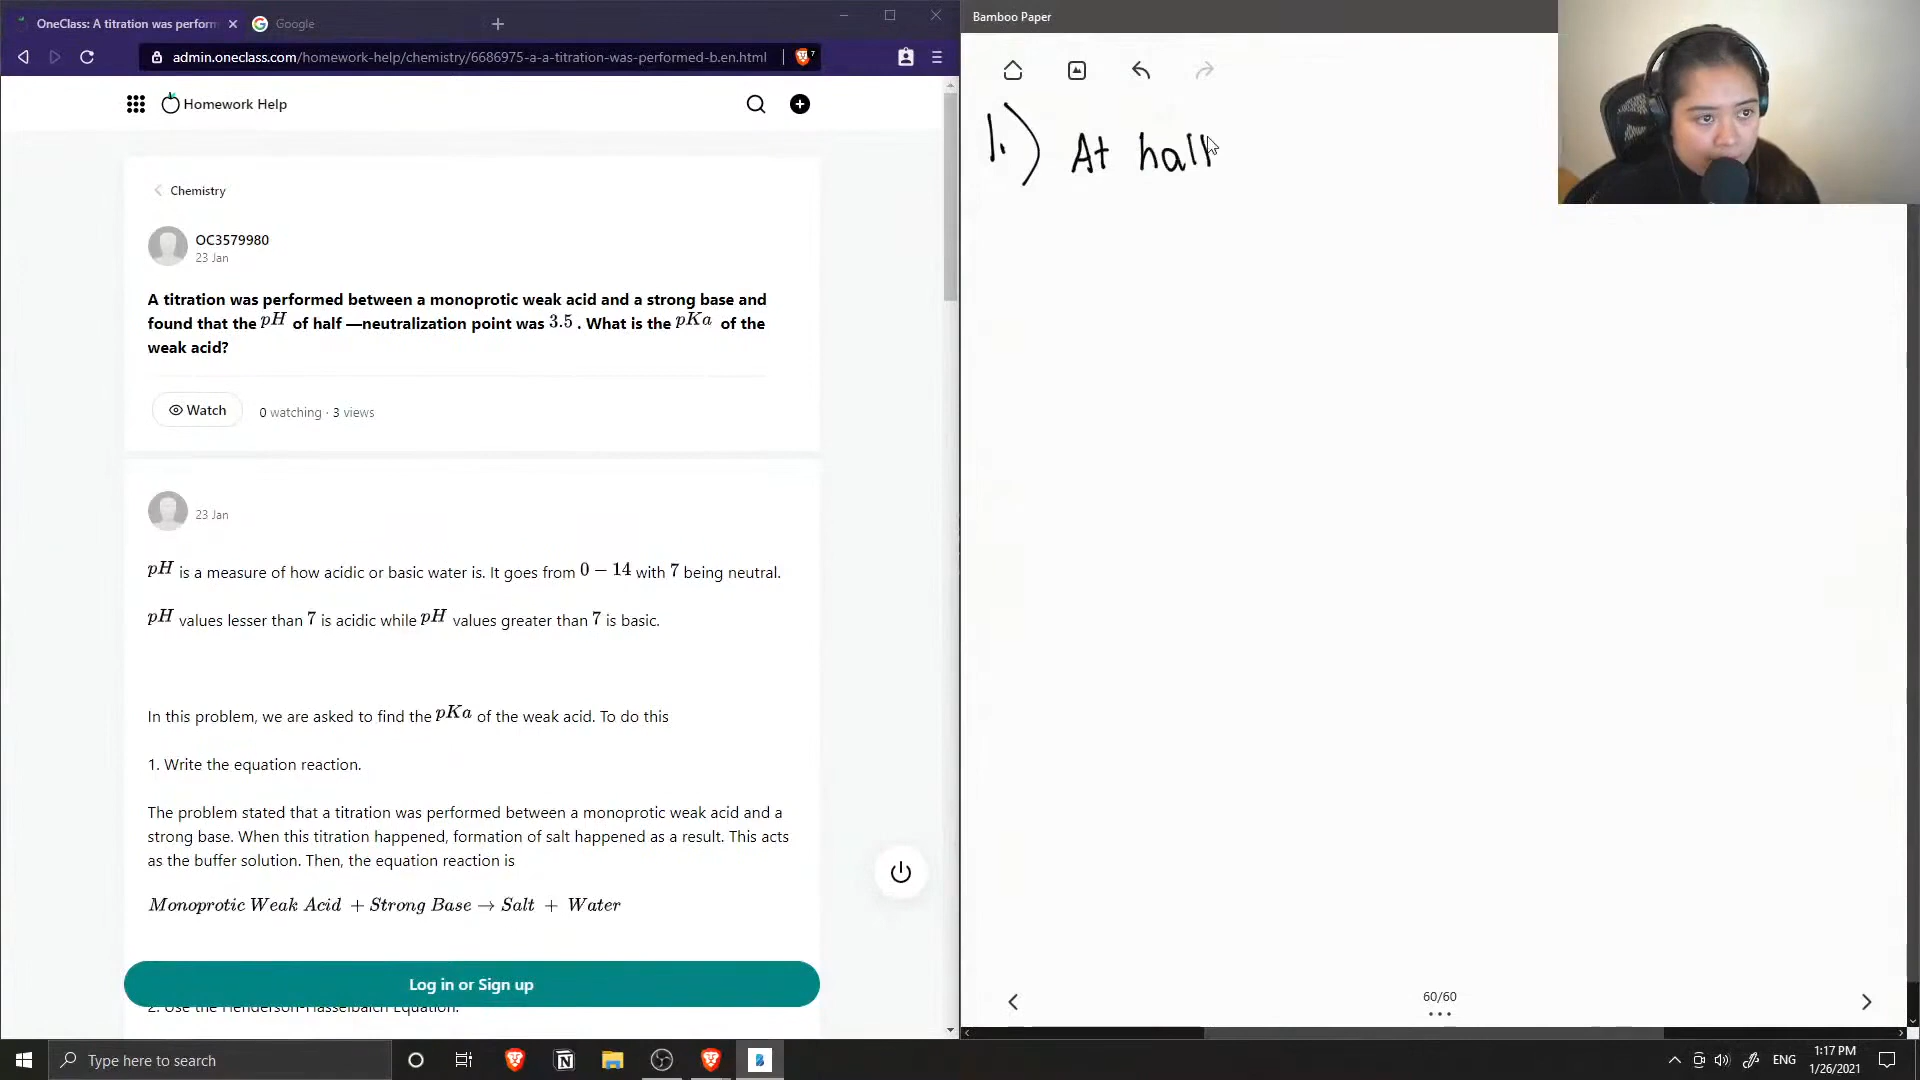 OneClass: A titration was perforn
Google
admin.oneclass.com/homework-help/chemistry/6686975-a-a-titration-was-performed-b.en.html
7
Homework Help
Chemistry
OC3579980
23 Jan
A titration was performed between a monoprotic weak acid and a strong base and
found that the pH of half —neutralization point was 3.5 . What is the pKa of the
weak acid?
Watch
0 watching · 3 views
23 Jan
pH is a measure of how acidic or basic water is. It goes from 0 − 14 with 7 being neutral.
pH values lesser than 7 is acidic while pH values greater than 7 is basic.
In this problem, we are asked to find the pKa of the weak acid. To do this
1. Write the equation reaction.
The problem stated that a titration was performed between a monoprotic weak acid and a
strong base. When this titration happened, formation of salt happened as a result. This acts
as the buffer solution. Then, the equation reaction is
Monoprotic Weak Acid + Strong Base → Salt + Water
Log in or Sign up
2. Use the Henderson-Hasselbalch Equation.
Bamboo Paper
1.) At half
60/60
Type here to search
ENG
1:17 PM
1/26/2021